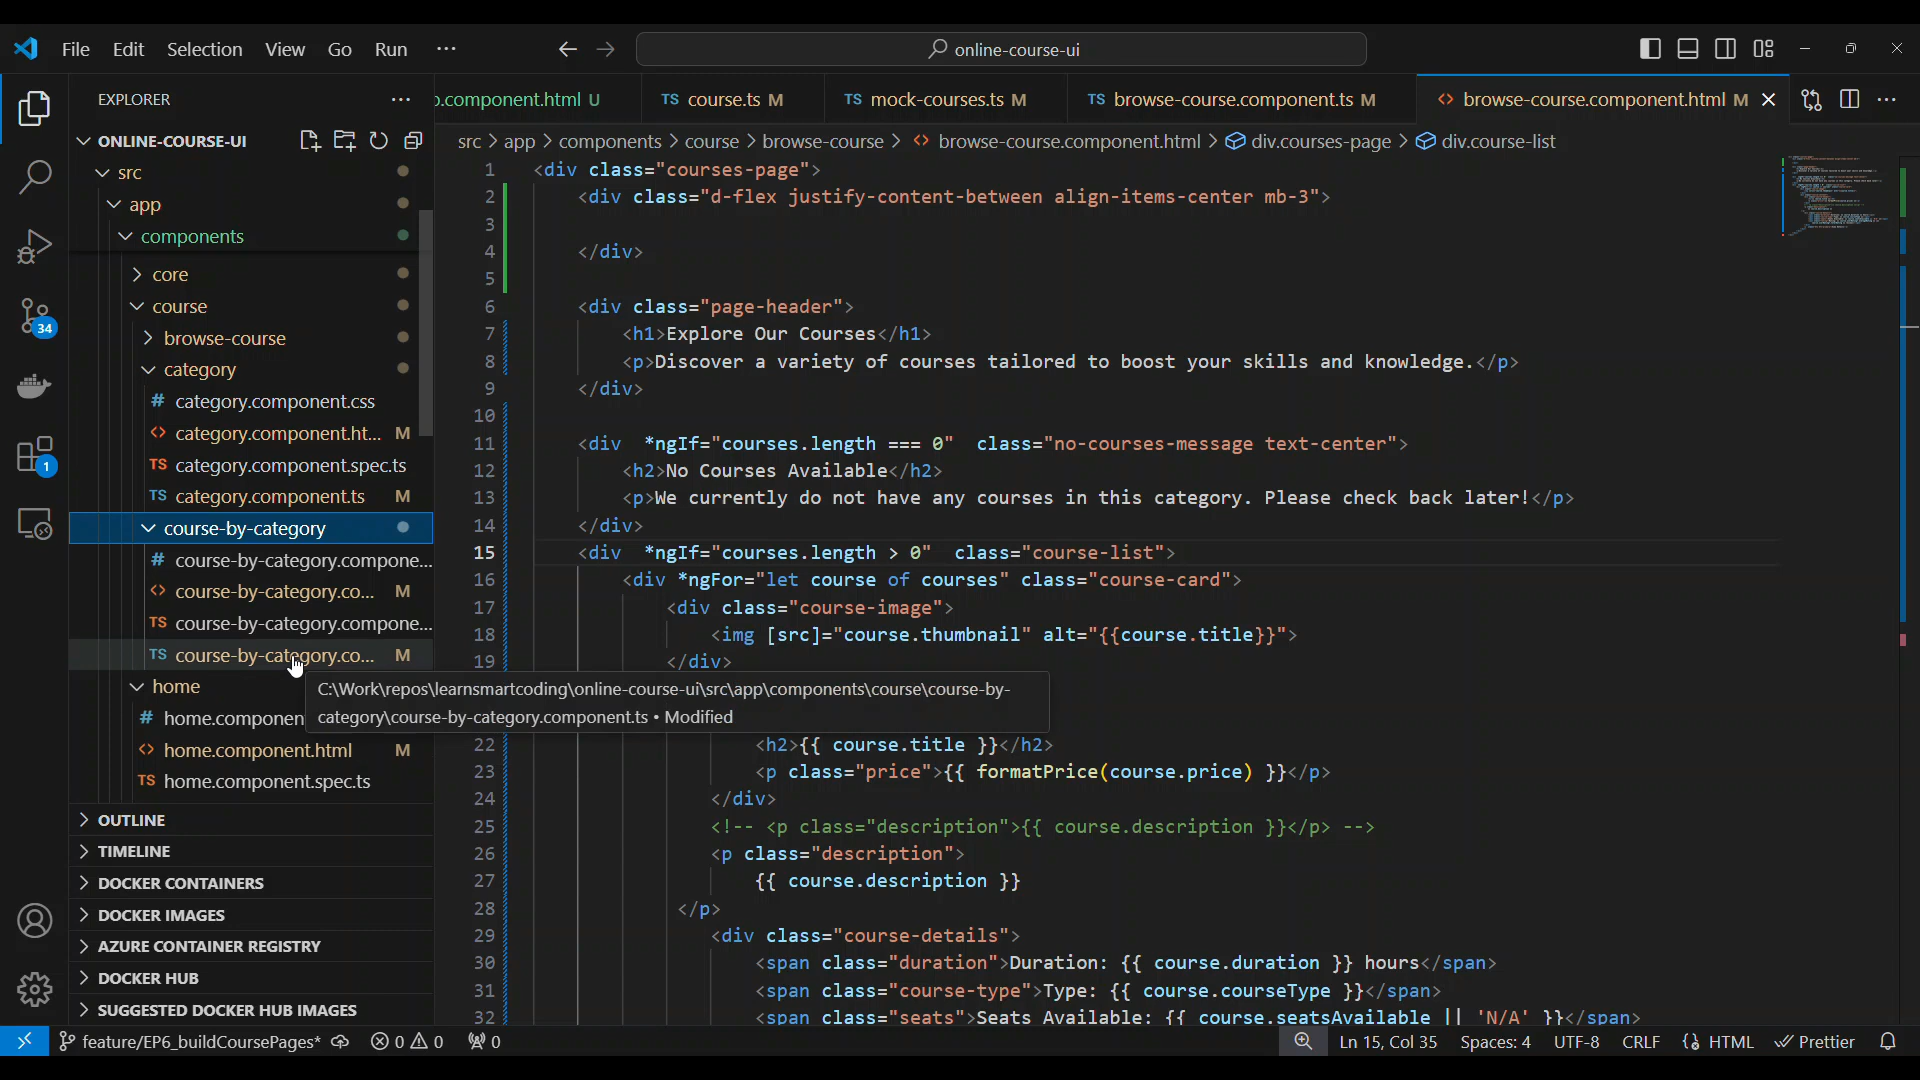 File Edit Selection View Go Run ···
online-course-ui
EXPLORER
ONLINE-COURSE-UI
src
app
components
core
course
browse-course
category
# category.component.css
<> category.component.ht... M
TS category.component.spec.ts
TS category.component.ts M
course-by-category
# course-by-category.compone...
<> course-by-category.co... M
TS course-by-category.compone...
TS course-by-category.co... M
home
# home.componen
<> home.component.html M
TS home.component.spec.ts
OUTLINE
TIMELINE
DOCKER CONTAINERS
DOCKER IMAGES
AZURE CONTAINER REGISTRY
DOCKER HUB
SUGGESTED DOCKER HUB IMAGES
34
1
o.component.html U
TS course.ts M
TS mock-courses.ts M
TS browse-course.component.ts M
<> browse-course.component.html M
src > app > components > course > browse-course > <> browse-course.component.html > div.courses-page > div.course-list
1 <div class="courses-page">
2 <div class="d-flex justify-content-between align-items-center mb-3">
3
4 </div>
5
6 <div class="page-header">
7 <h1>Explore Our Courses</h1>
8 <p>Discover a variety of courses tailored to boost your skills and knowledge.</p>
9 </div>
10
11 <div  *ngIf="courses.length === 0"  class="no-courses-message text-center">
12 <h2>No Courses Available</h2>
13 <p>We currently do not have any courses in this category. Please check back later!</p>
14 </div>
15 <div  *ngIf="courses.length > 0"  class="course-list">
16 <div *ngFor="let course of courses" class="course-card">
17 <div class="course-image">
18 <img [src]="course.thumbnail" alt="{{course.title}}">
19 </div>
C:\Work\repos\learnsmartcoding\online-course-ui\src\app\components\course\course-by-
category\course-by-category.component.ts • Modified
22 <h2>{{ course.title }}</h2>
23 <p class="price">{{ formatPrice(course.price) }}</p>
24 </div>
25 <!-- <p class="description">{{ course.description }}</p> -->
26 <p class="description">
27 {{ course.description }}
28 </p>
29 <div class="course-details">
30 <span class="duration">Duration: {{ course.duration }} hours</span>
31 <span class="course-type">Type: {{ course.courseType }}</span>
32 <span class="seats">Seats Available: {{ course.seatsAvailable || 'N/A' }}</span>
feature/EP6_buildCoursePages* 0 0 0
Ln 15, Col 35 Spaces: 4 UTF-8 CRLF {} HTML Prettier